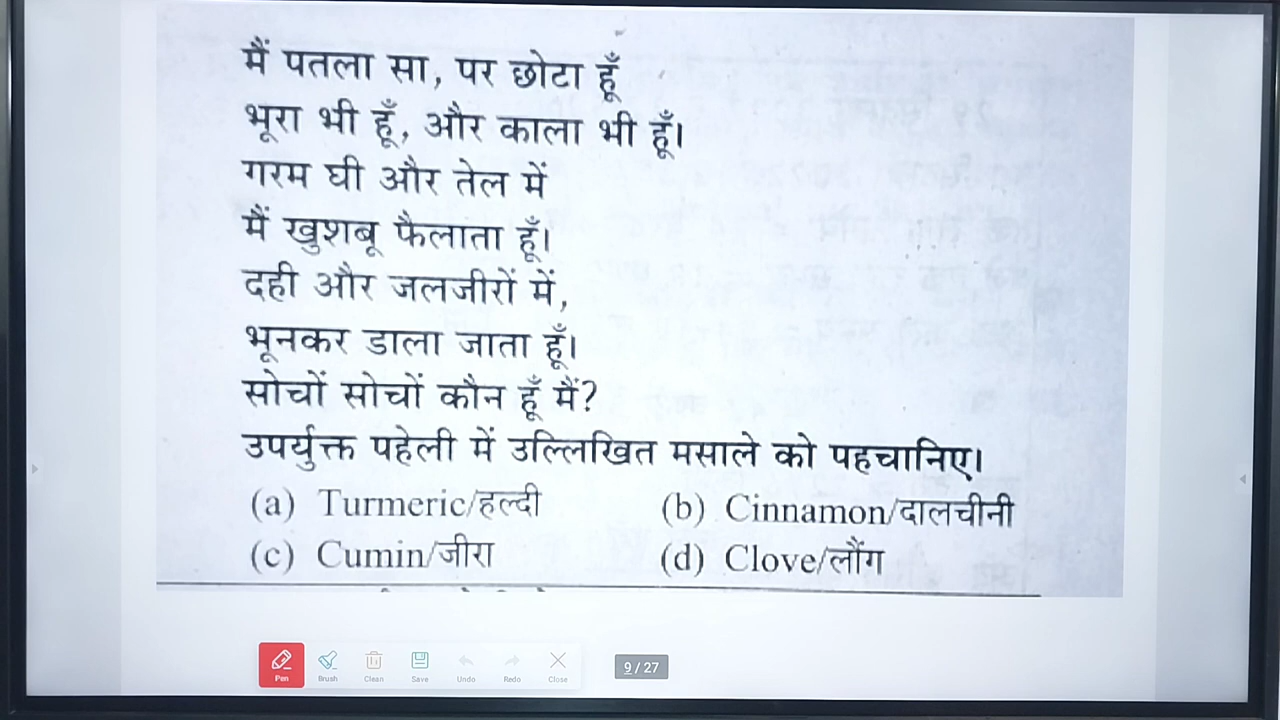 मैं पतला सा, पर छोटा हूँ
भूरा भी हूँ, और काला भी हूँ।
गरम घी और तेल में
मैं खुशबू फैलाता हूँ।
दही और जलजीरों में,
भूनकर डाला जाता हूँ।
सोचों सोचों कौन हूँ मैं?
उपर्युक्त पहेली में उल्लिखित मसाले को पहचानिए।
(a) Turmeric/हल्दी (b) Cinnamon/दालचीनी
(c) Cumin/जीरा (d) Clove/लौंग
Pen Brush Clean Save Undo Redo Close 9 / 27